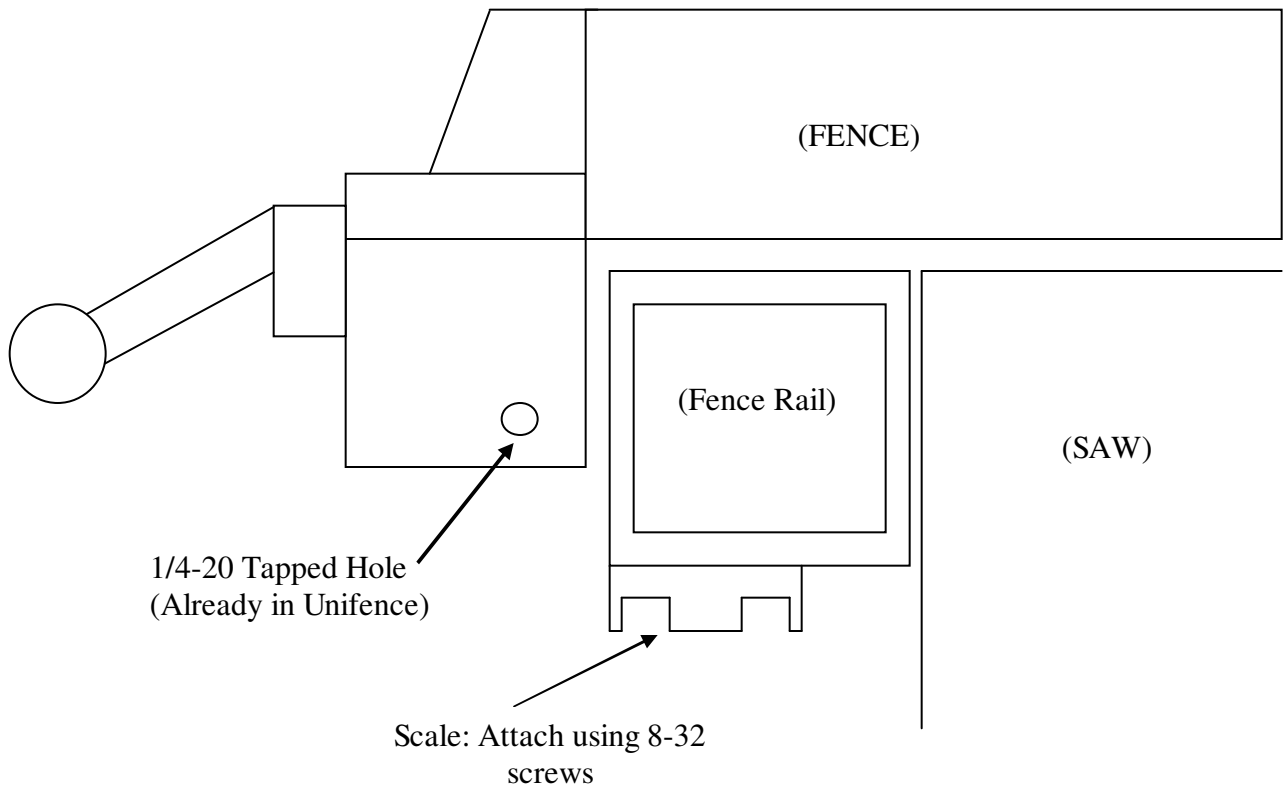 (FENCE)
(Fence Rail)
(SAW)
1/4-20 Tapped Hole
(Already in Unifence)
Scale: Attach using 8-32
screws